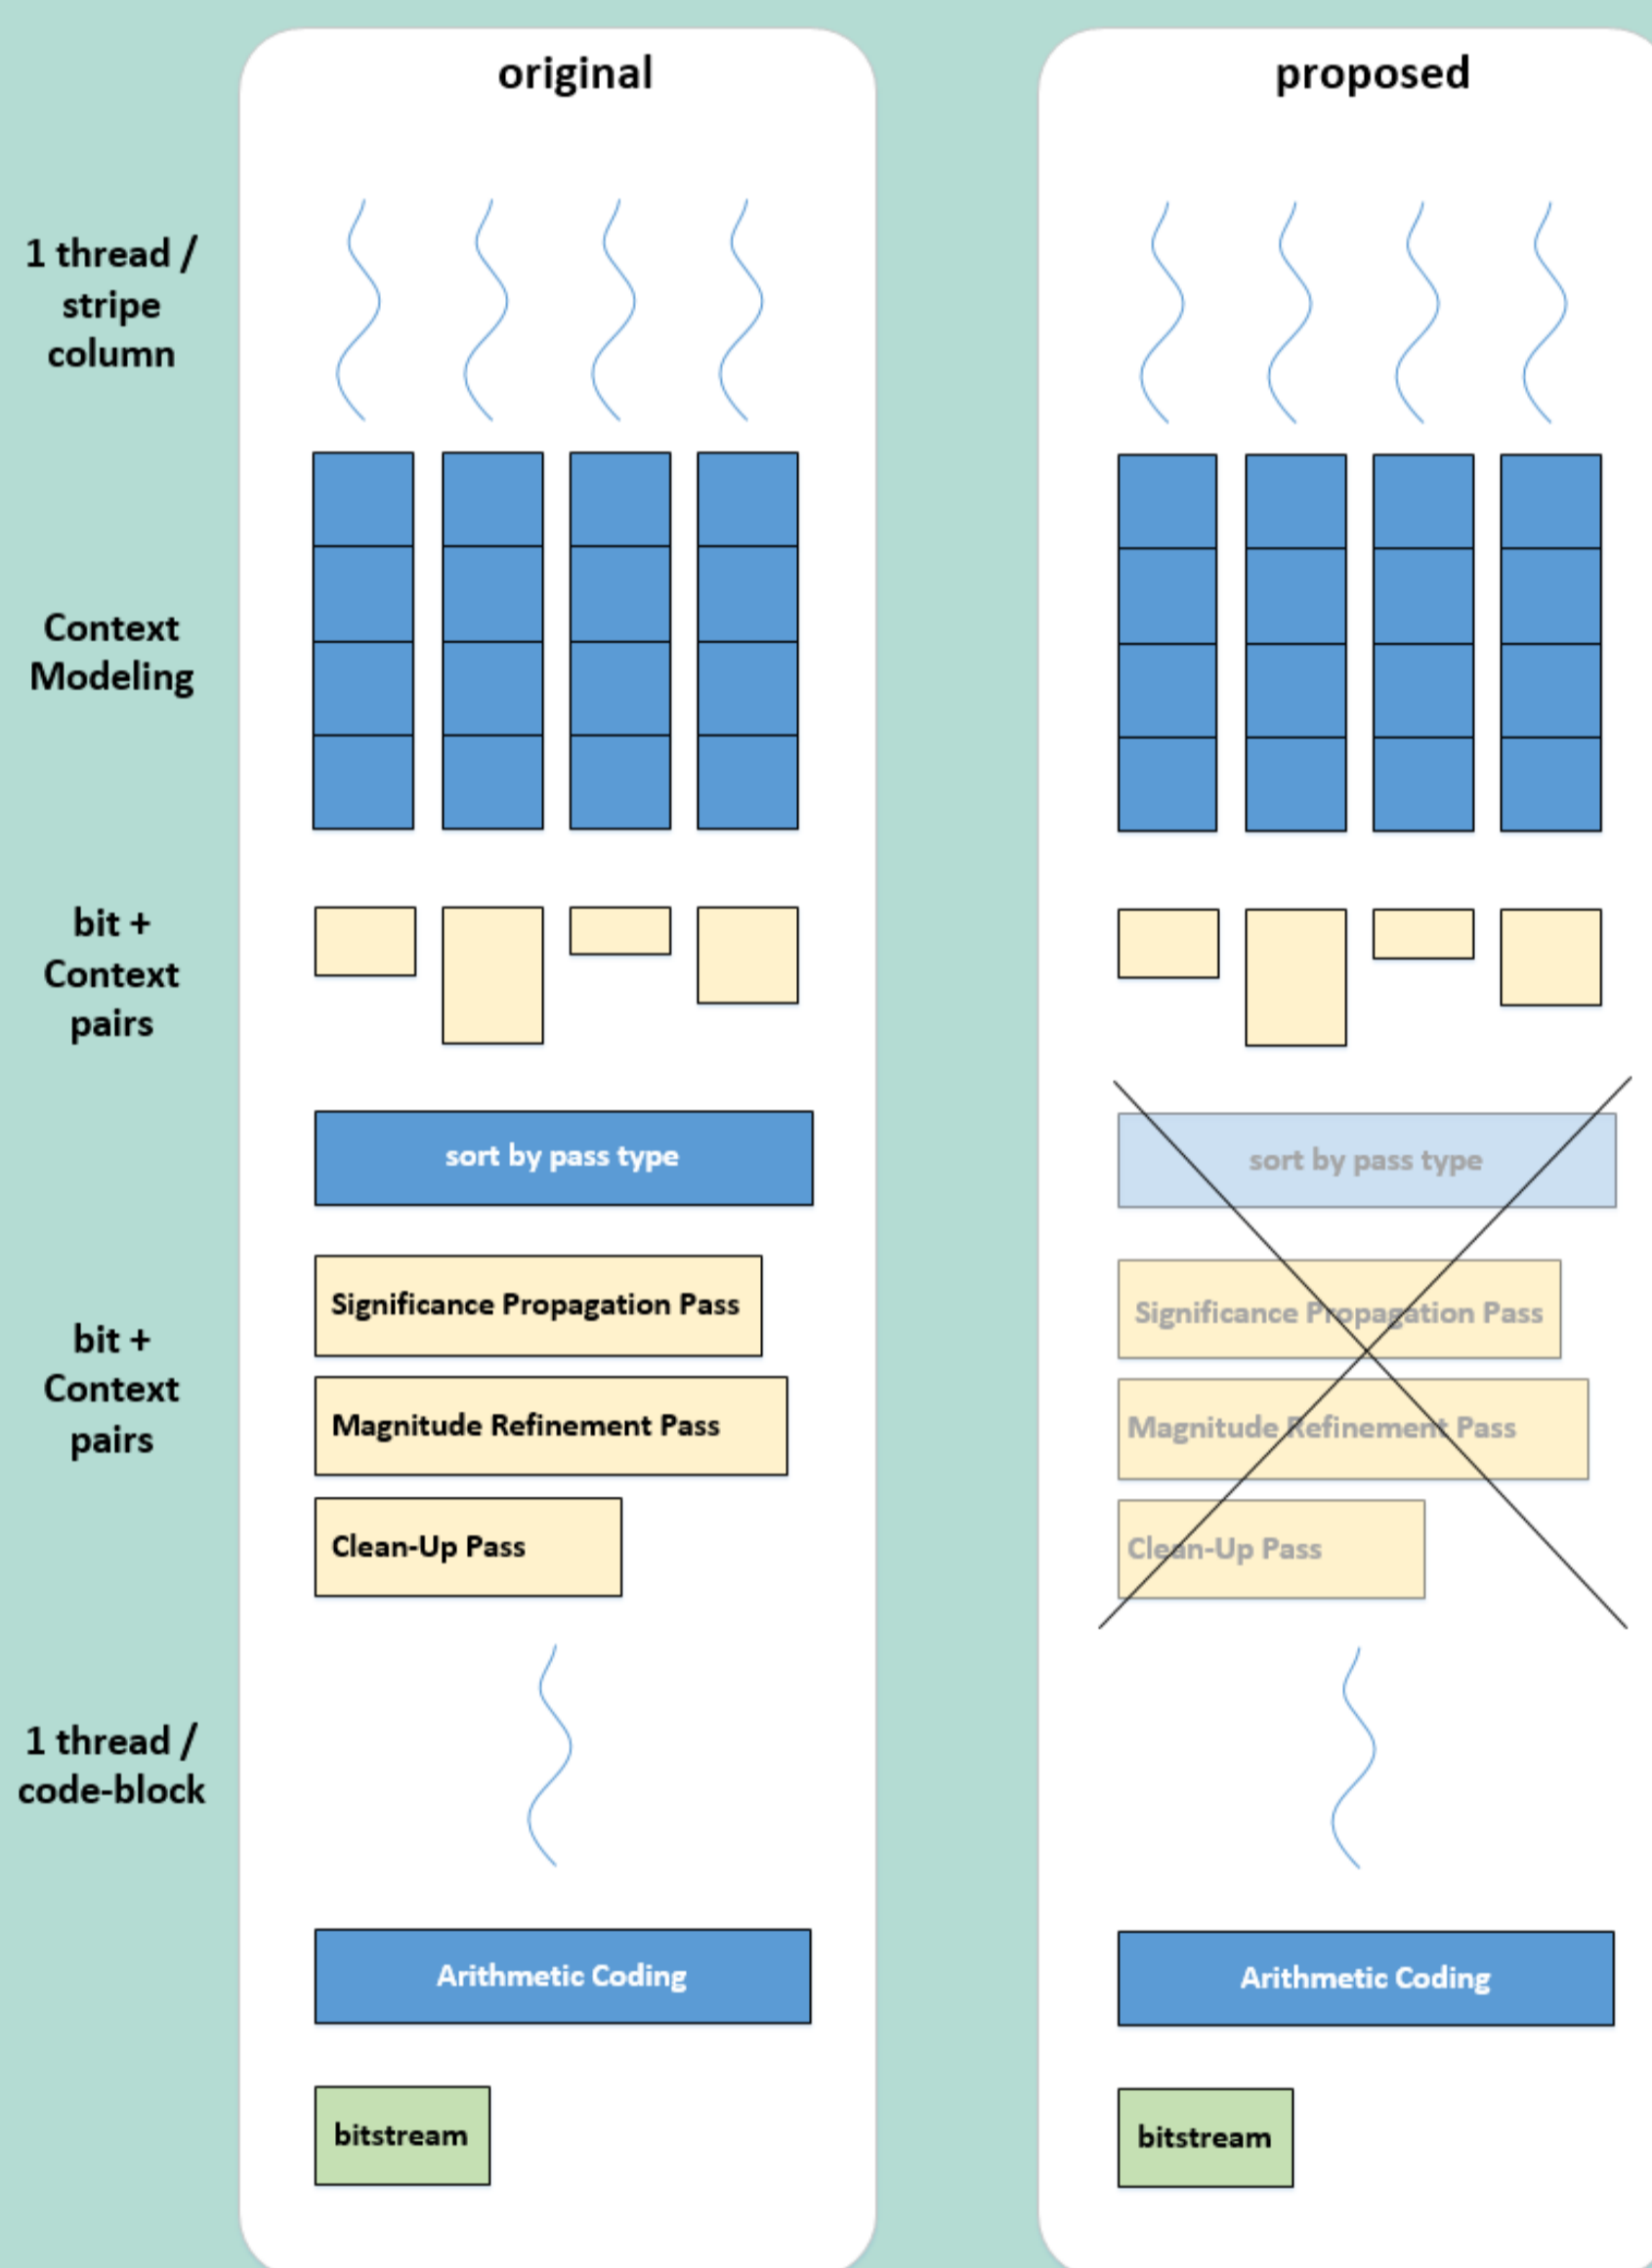 original
proposed
1 thread /
stripe
column
Context
Modeling
bit +
Context
pairs
sort by pass type
sort by pass type
bit +
Context
pairs
Significance Propagation Pass
Magnitude Refinement Pass
Clean-Up Pass
Significance Propagation Pass
Magnitude Refinement Pass
Clean-Up Pass
1 thread /
code-block
Arithmetic Coding
Arithmetic Coding
bitstream
bitstream